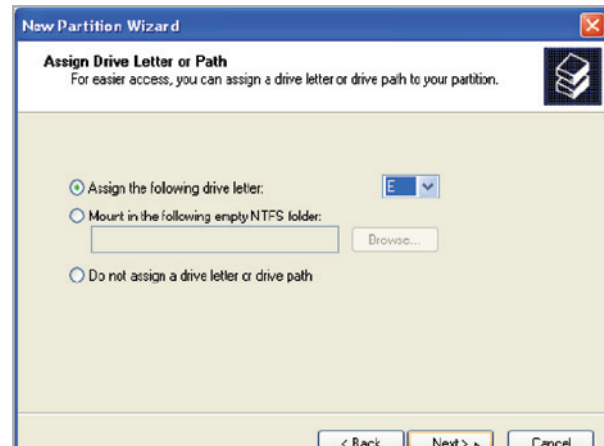 New Partition Wizard
Assign Drive Letter or Path
For easier access, you can assign a drive letter or drive path to your partition.
Assign the following drive letter: E
Mount in the following empty NTFS folder:
Browse...
Do not assign a drive letter or drive path
< Back Next > Cancel